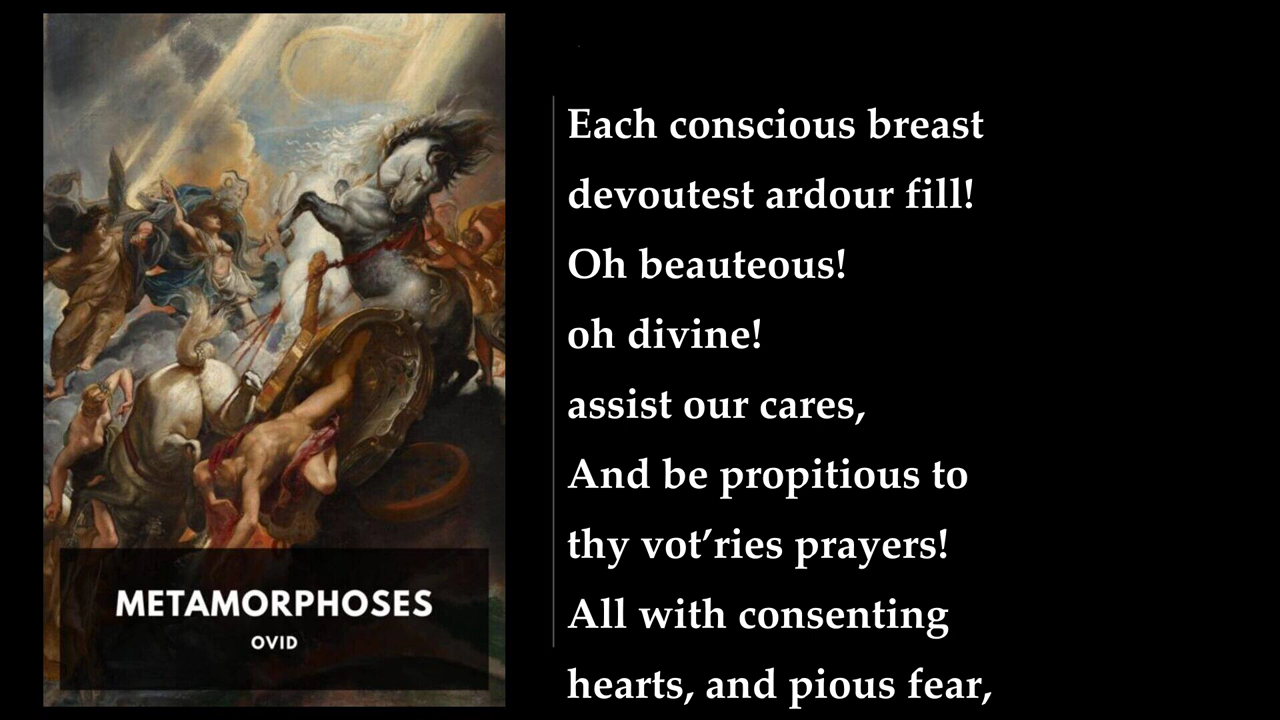 METAMORPHOSES
OVID
Each conscious breast
devoutest ardour fill!
Oh beauteous!
oh divine!
assist our cares,
And be propitious to
thy vot’ries prayers!
All with consenting
hearts, and pious fear,